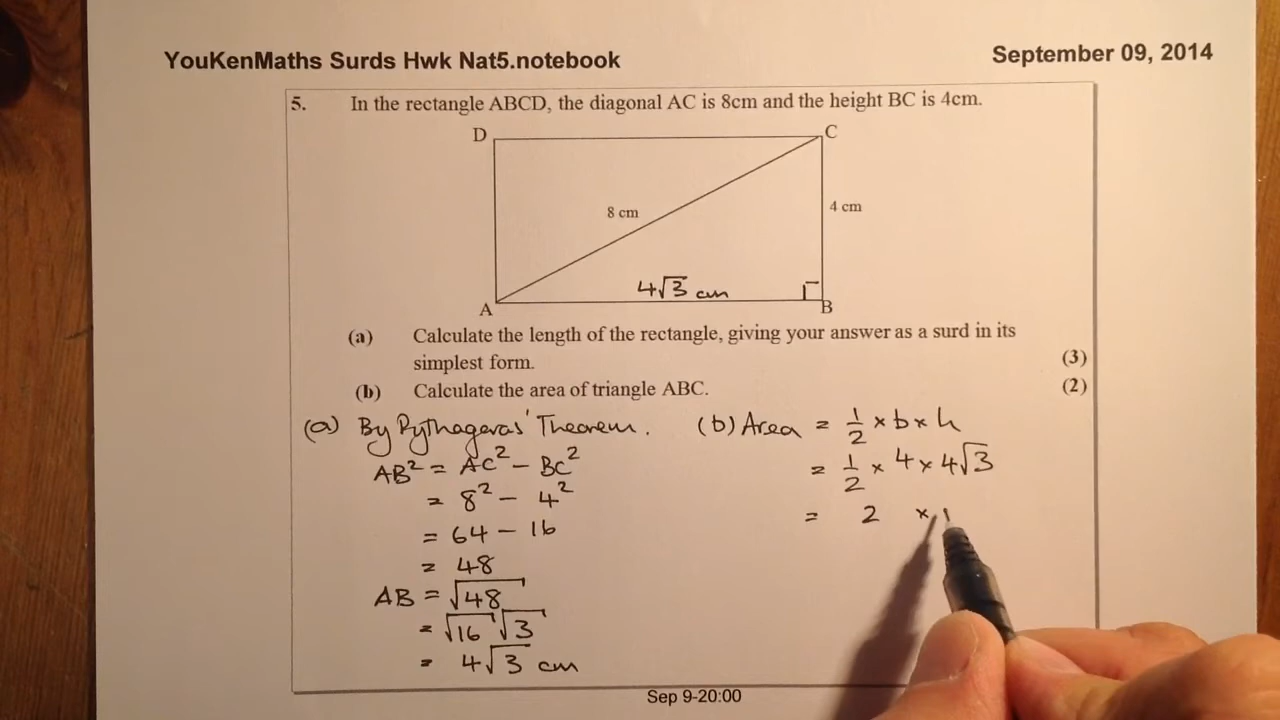 YouKenMaths Surds Hwk Nat5.notebook
September 09, 2014
5. In the rectangle ABCD, the diagonal AC is 8cm and the height BC is 4cm.
D
C
8 cm
4 cm
4√3 cm
A
B
(a) Calculate the length of the rectangle, giving your answer as a surd in its
simplest form.
(3)
(b) Calculate the area of triangle ABC.
(2)
(a) By Pythagoras' Theorem.
AB² = AC² - BC²
= 8² - 4²
= 64 - 16
= 48
AB = √48
= √16 √3
= 4√3 cm
(b) Area = 1/2 × b × h
= 1/2 × 4 × 4√3
= 2 ×
Sep 9-20:00